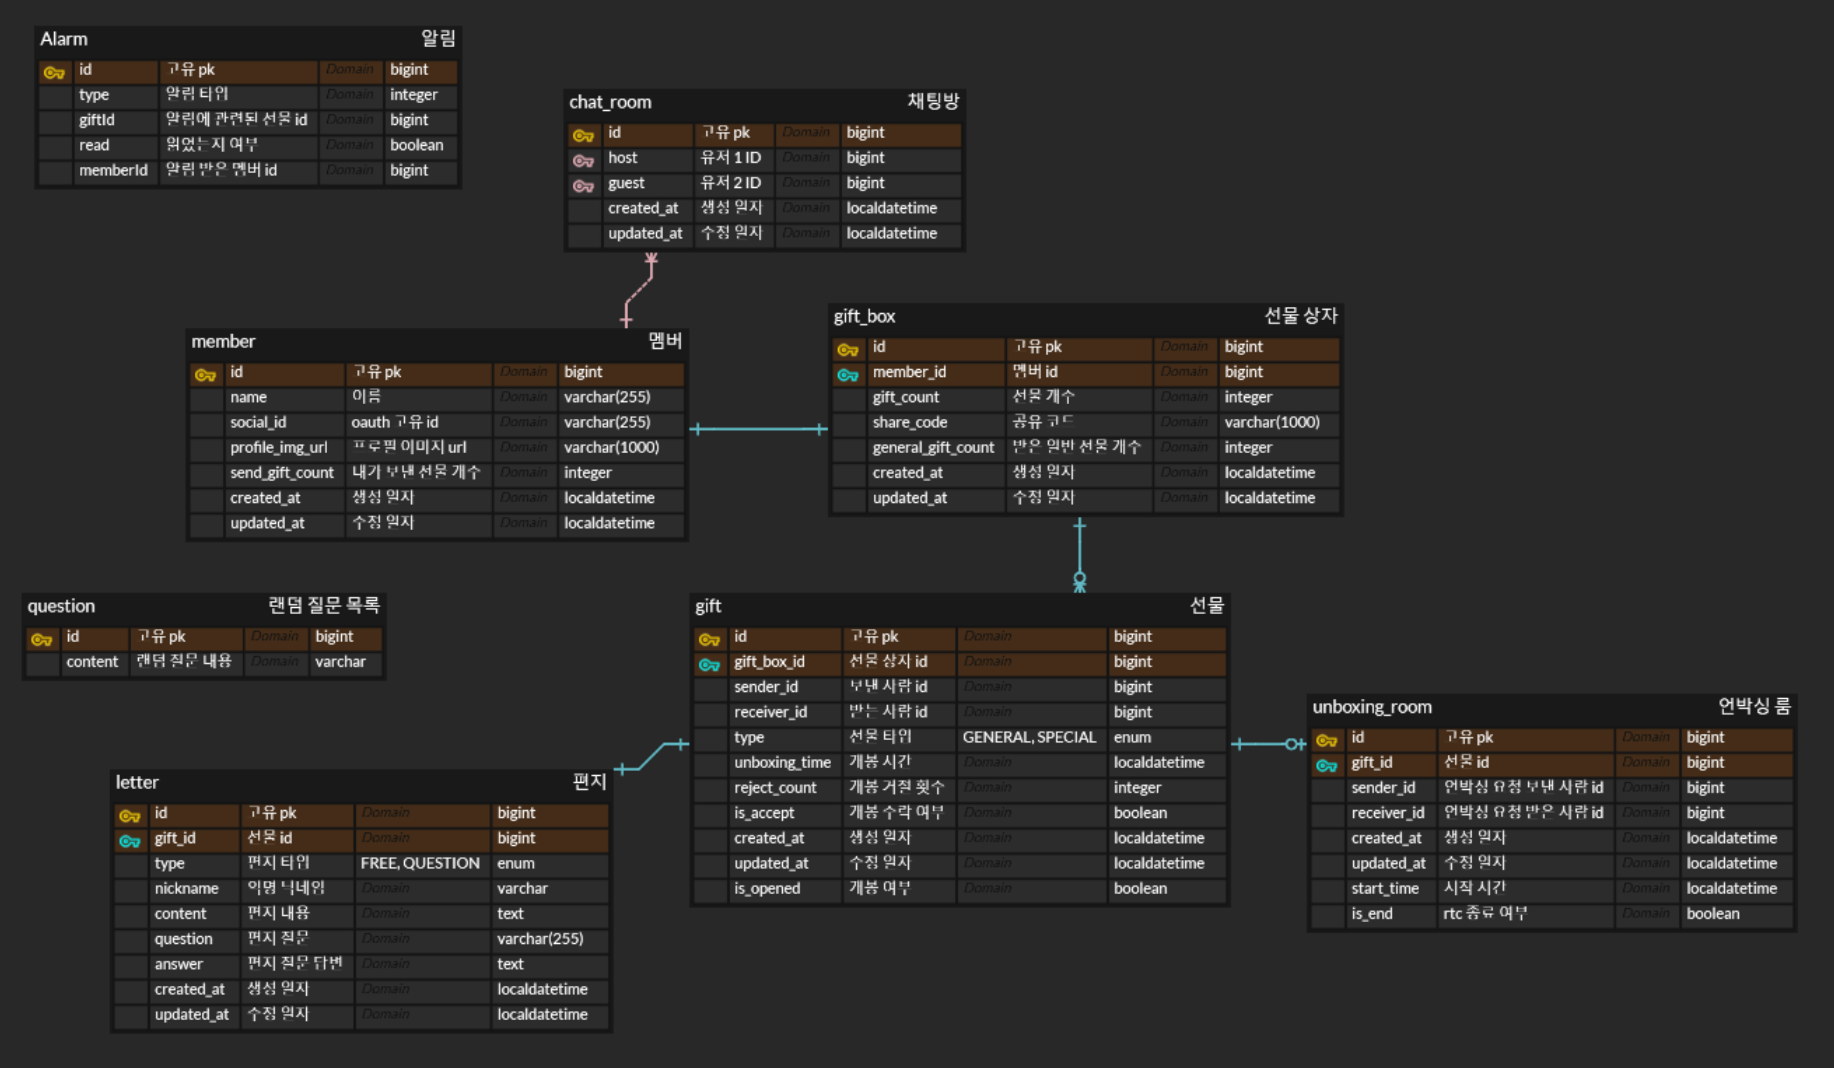 Alarm 알림
id 고유 pk Domain bigint
type 알림 타입 Domain integer
giftId 알림에 관련된 선물 id Domain bigint
read 읽었는지 여부 Domain boolean
memberId 알림 받은 멤버 id Domain bigint
chat_room 채팅방
id 고유 pk Domain bigint
host 유저 1 ID Domain bigint
guest 유저 2 ID Domain bigint
created_at 생성 일자 Domain localdatetime
updated_at 수정 일자 Domain localdatetime
member 멤버
id 고유 pk Domain bigint
name 이름 Domain varchar(255)
social_id oauth 고유 id Domain varchar(255)
profile_img_url 프로필 이미지 url Domain varchar(1000)
send_gift_count 내가 보낸 선물 개수 Domain integer
created_at 생성 일자 Domain localdatetime
updated_at 수정 일자 Domain localdatetime
gift_box 선물 상자
id 고유 pk Domain bigint
member_id 멤버 id Domain bigint
gift_count 선물 개수 Domain integer
share_code 공유 코드 Domain varchar(1000)
general_gift_count 받은 일반 선물 개수 Domain integer
created_at 생성 일자 Domain localdatetime
updated_at 수정 일자 Domain localdatetime
question 랜덤 질문 목록
id 고유 pk Domain bigint
content 랜덤 질문 내용 Domain varchar
gift 선물
id 고유 pk Domain bigint
gift_box_id 선물 상자 id Domain bigint
sender_id 보낸 사람 id Domain bigint
receiver_id 받는 사람 id Domain bigint
type 선물 타입 GENERAL, SPECIAL enum
unboxing_time 개봉 시간 Domain localdatetime
reject_count 개봉 거절 횟수 Domain integer
is_accept 개봉 수락 여부 Domain boolean
created_at 생성 일자 Domain localdatetime
updated_at 수정 일자 Domain localdatetime
is_opened 개봉 여부 Domain boolean
unboxing_room 언박싱 룸
id 고유 pk Domain bigint
gift_id 선물 id Domain bigint
sender_id 언박싱 요청 보낸 사람 id Domain bigint
receiver_id 언박싱 요청 받은 사람 id Domain bigint
created_at 생성 일자 Domain localdatetime
updated_at 수정 일자 Domain localdatetime
start_time 시작 시간 Domain localdatetime
is_end rtc 종료 여부 Domain boolean
letter 편지
id 고유 pk Domain bigint
gift_id 선물 id Domain bigint
type 편지 타입 FREE, QUESTION enum
nickname 익명 닉네임 Domain varchar
content 편지 내용 Domain text
question 편지 질문 Domain varchar(255)
answer 편지 질문 답변 Domain text
created_at 생성 일자 Domain localdatetime
updated_at 수정 일자 Domain localdatetime